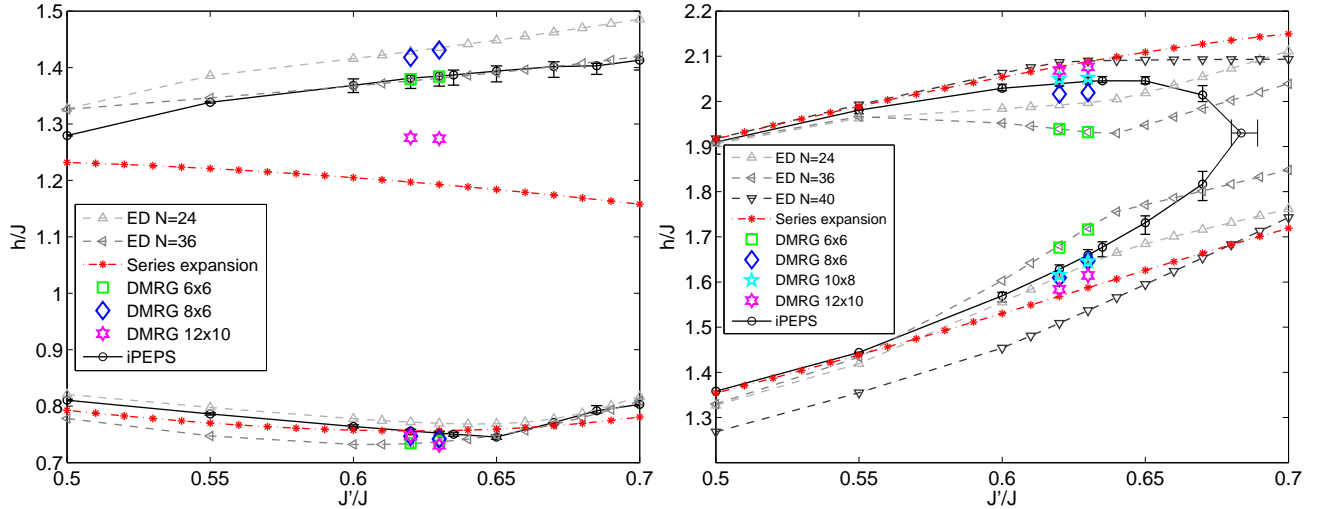 1.5
1.4
1.3
1.2
1.1
1
0.9
0.8
0.7
h/J
ED N=24
ED N=36
Series expansion
DMRG 6x6
DMRG 8x6
DMRG 12x10
iPEPS
0.5
0.55
0.6
0.65
0.7
J'/J
2.2
2.1
2
1.9
1.8
1.7
1.6
1.5
1.4
1.3
h/J
ED N=24
ED N=36
ED N=40
Series expansion
DMRG 6x6
DMRG 8x6
DMRG 10x8
DMRG 12x10
iPEPS
0.5
0.55
0.6
0.65
0.7
J'/J